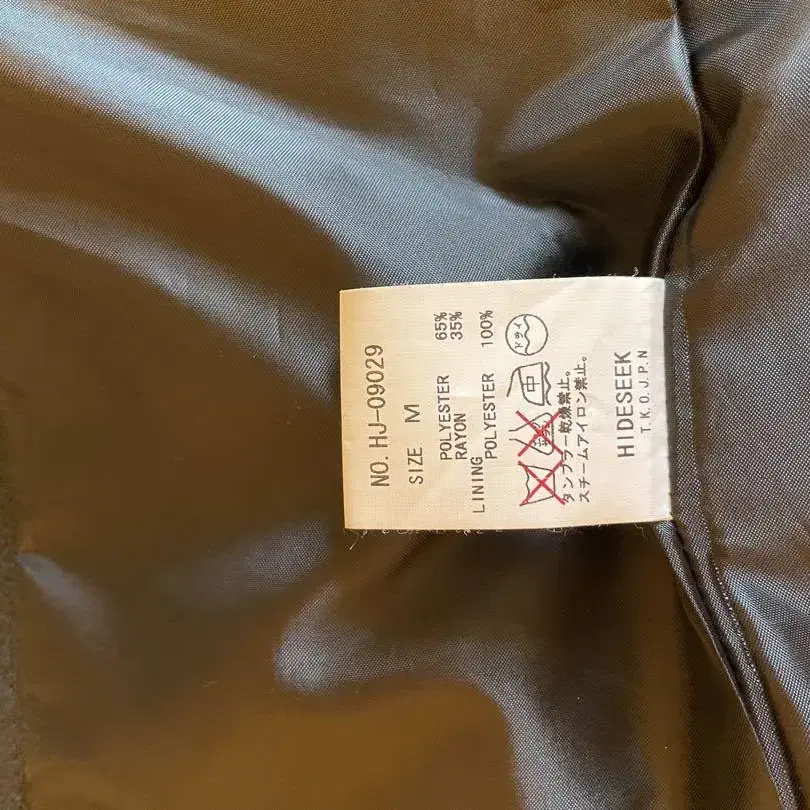 NO. HJ-09029
SIZE M
POLYESTER 65%
RAYON 35%
LINING
POLYESTER 100%
中 ドライ
タンブラー乾燥禁止。
スチームアイロン禁止。
HIDESEEK
T.K.O.J.P.N